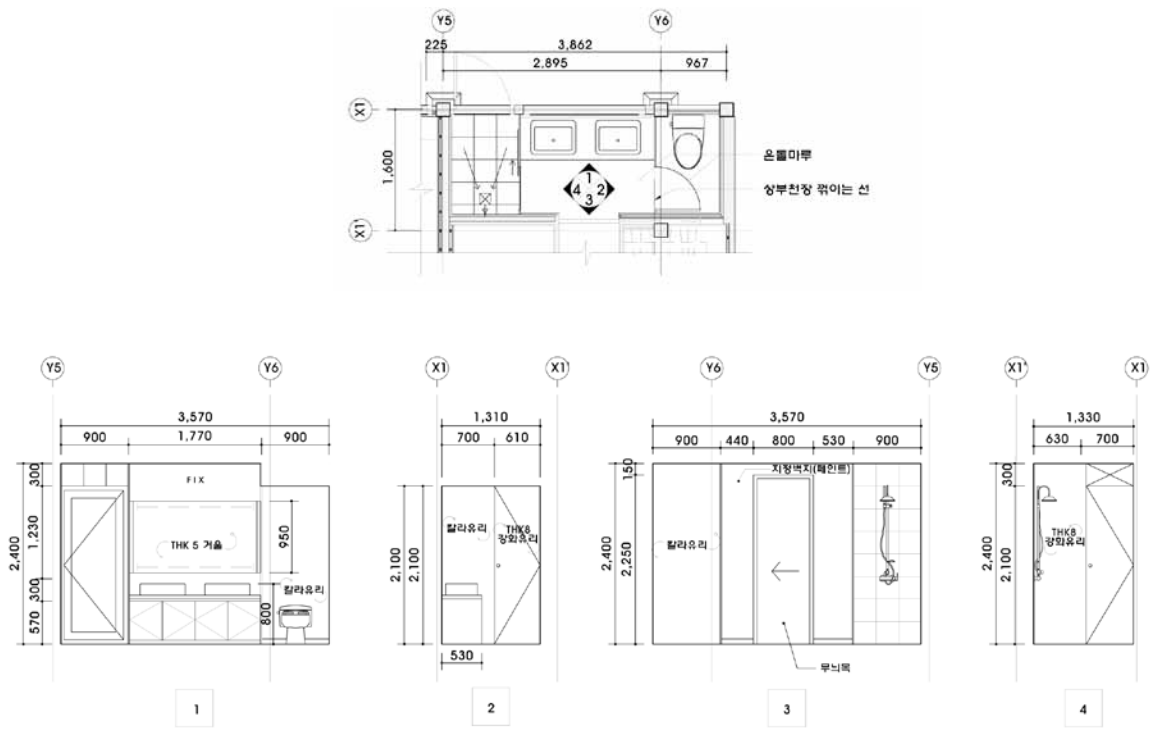 Y5 Y6
225 3,862
2,895 967
X1
1,600
온돌마루
상부천장 꺾이는 선
1
4 2
3
X1'
Y5 Y6
3,570
900 1,770 900
300
FIX
1,230
THK 5 거울
950
2,400
300
칼라유리
570
800
1
X1 X1'
1,310
700 610
칼라유리
THK8
강화유리
2,100
2,100
530
2
Y6 Y5
3,570
900 440 800 530 900
150
지정벽지(페인트)
칼라유리
2,400
2,250
무늬목
3
X1' X1
1,330
630 700
300
THK8
강화유리
2,400
2,100
4